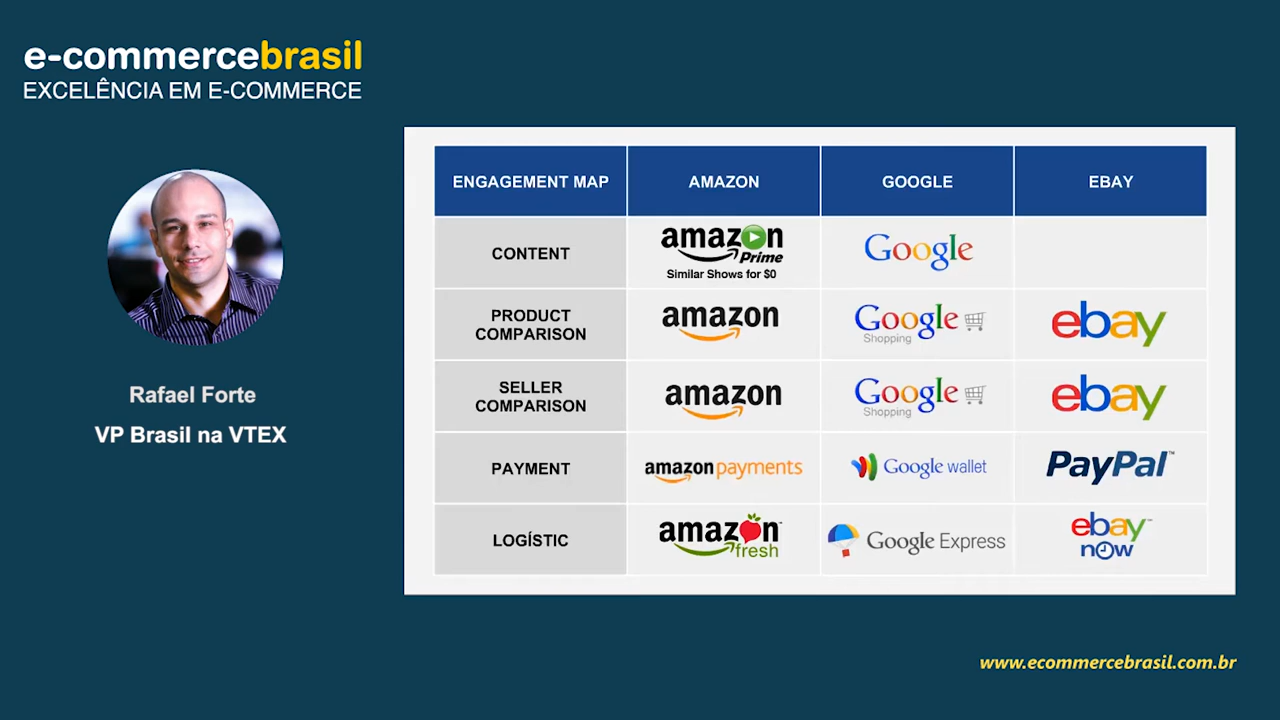 e-commercebrasil
EXCELÊNCIA EM E-COMMERCE
Rafael Forte
VP Brasil na VTEX
ENGAGEMENT MAP
AMAZON
GOOGLE
EBAY
CONTENT
amazon
Prime
Similar Shows for $0
Google
PRODUCT
COMPARISON
amazon
Google
Shopping
ebay
SELLER
COMPARISON
amazon
Google
Shopping
ebay
PAYMENT
amazon payments
Google wallet
PayPal™
LOGÍSTIC
amazon
fresh
Google Express
ebay™
now
www.ecommercebrasil.com.br